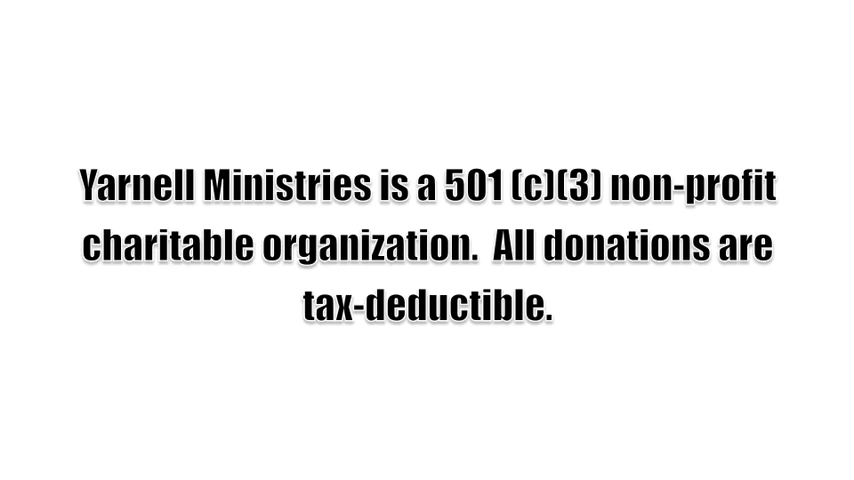 Yarnell Ministries is a 501 (c)(3) non-profit
charitable organization.  All donations are
tax-deductible.